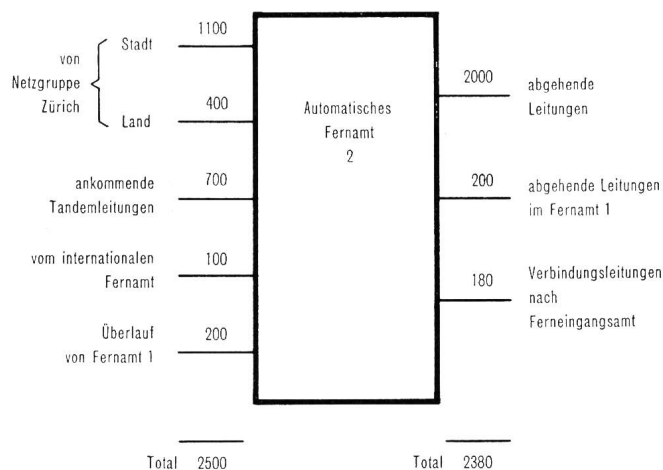 von
Netzgruppe
Zürich
Stadt
1100
Land
400
ankommende
Tandemleitungen
700
vom internationalen
Fernamt
100
Überlauf
von Fernamt 1
200
Total 2500
Automatisches
Fernamt
2
2000
abgehende
Leitungen
200
abgehende Leitungen
im Fernamt 1
180
Verbindungsleitungen
nach
Ferneingangsamt
Total 2380